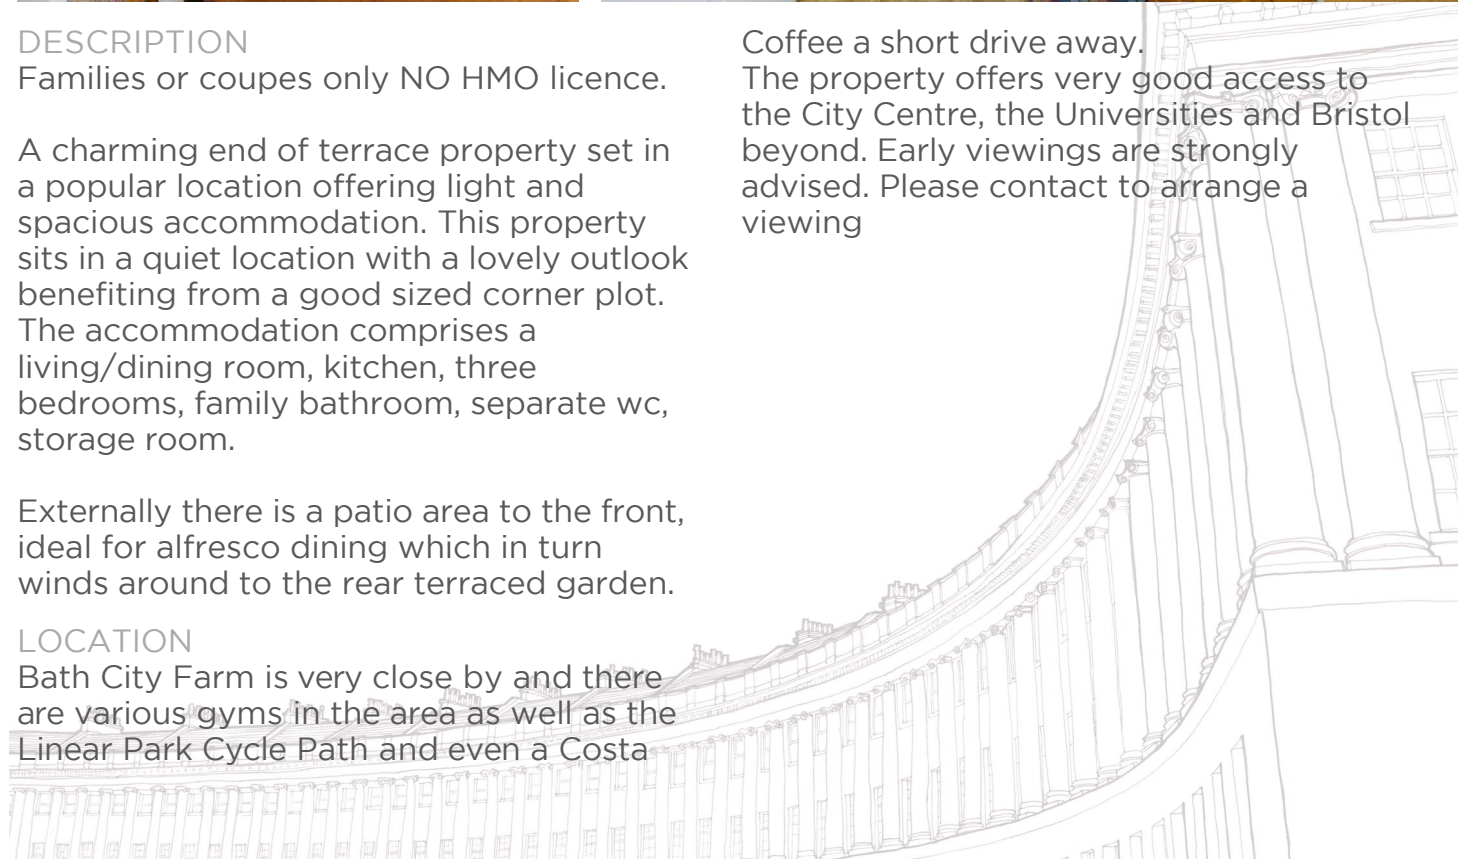 DESCRIPTION
Families or coupes only NO HMO licence.
A charming end of terrace property set in
a popular location offering light and
spacious accommodation. This property
sits in a quiet location with a lovely outlook
benefiting from a good sized corner plot.
The accommodation comprises a
living/dining room, kitchen, three
bedrooms, family bathroom, separate wc,
storage room.
Externally there is a patio area to the front,
ideal for alfresco dining which in turn
winds around to the rear terraced garden.
LOCATION
Bath City Farm is very close by and there
are various gyms in the area as well as the
Linear Park Cycle Path and even a Costa
Coffee a short drive away.
The property offers very good access to
the City Centre, the Universities and Bristol
beyond. Early viewings are strongly
advised. Please contact to arrange a
viewing